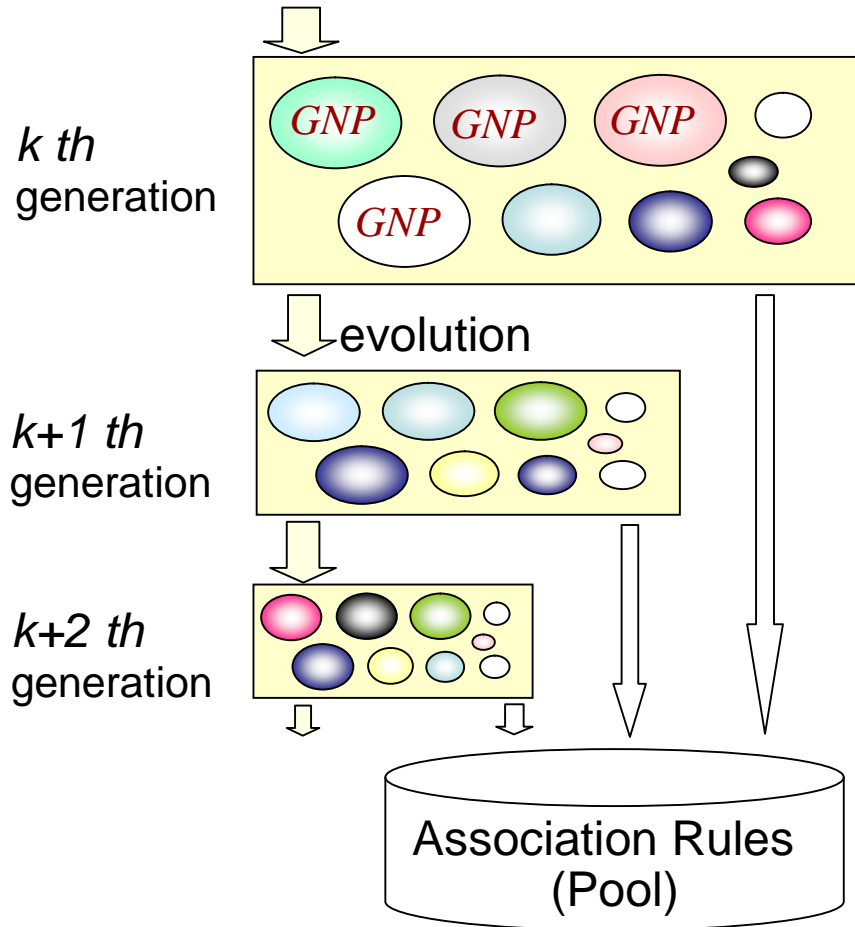 GNP GNP GNP
k th
generation
GNP
evolution
k+1 th
generation
k+2 th
generation
Association Rules
(Pool)